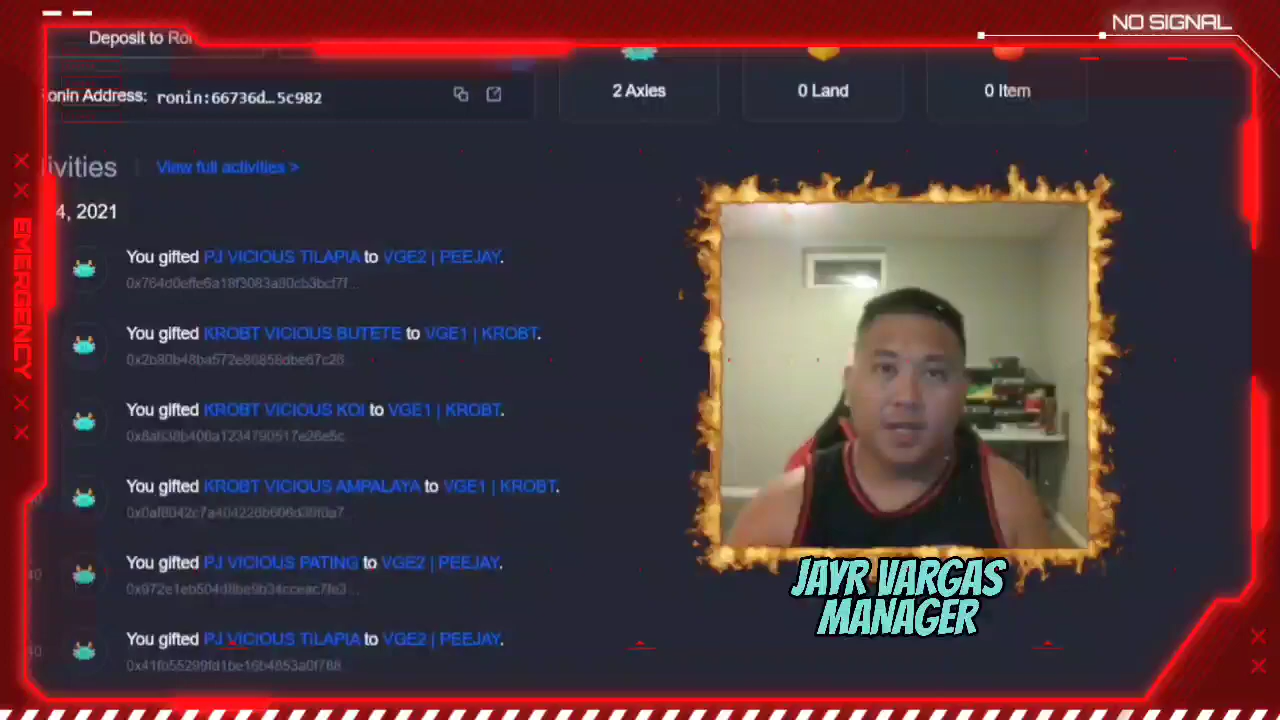 NO SIGNAL
Deposit to Ron
onin Address: ronin:66736d...5c982
2 Axies
0 Land
0 Item
ivities
View full activities >
4, 2021
You gifted PJ VICIOUS TILAPIA to VGE2 | PEEJAY.
You gifted KROBT VICIOUS BUTETE to VGE1 | KROBT.
You gifted KROBT VICIOUS KOI to VGE1 | KROBT.
You gifted KROBT VICIOUS AMPALAYA to VGE1 | KROBT.
You gifted PJ VICIOUS PATING to VGE2 | PEEJAY.
You gifted PJ VICIOUS TILAPIA to VGE2 | PEEJAY.
EMERGENCY
JAYR VARGAS
MANAGER